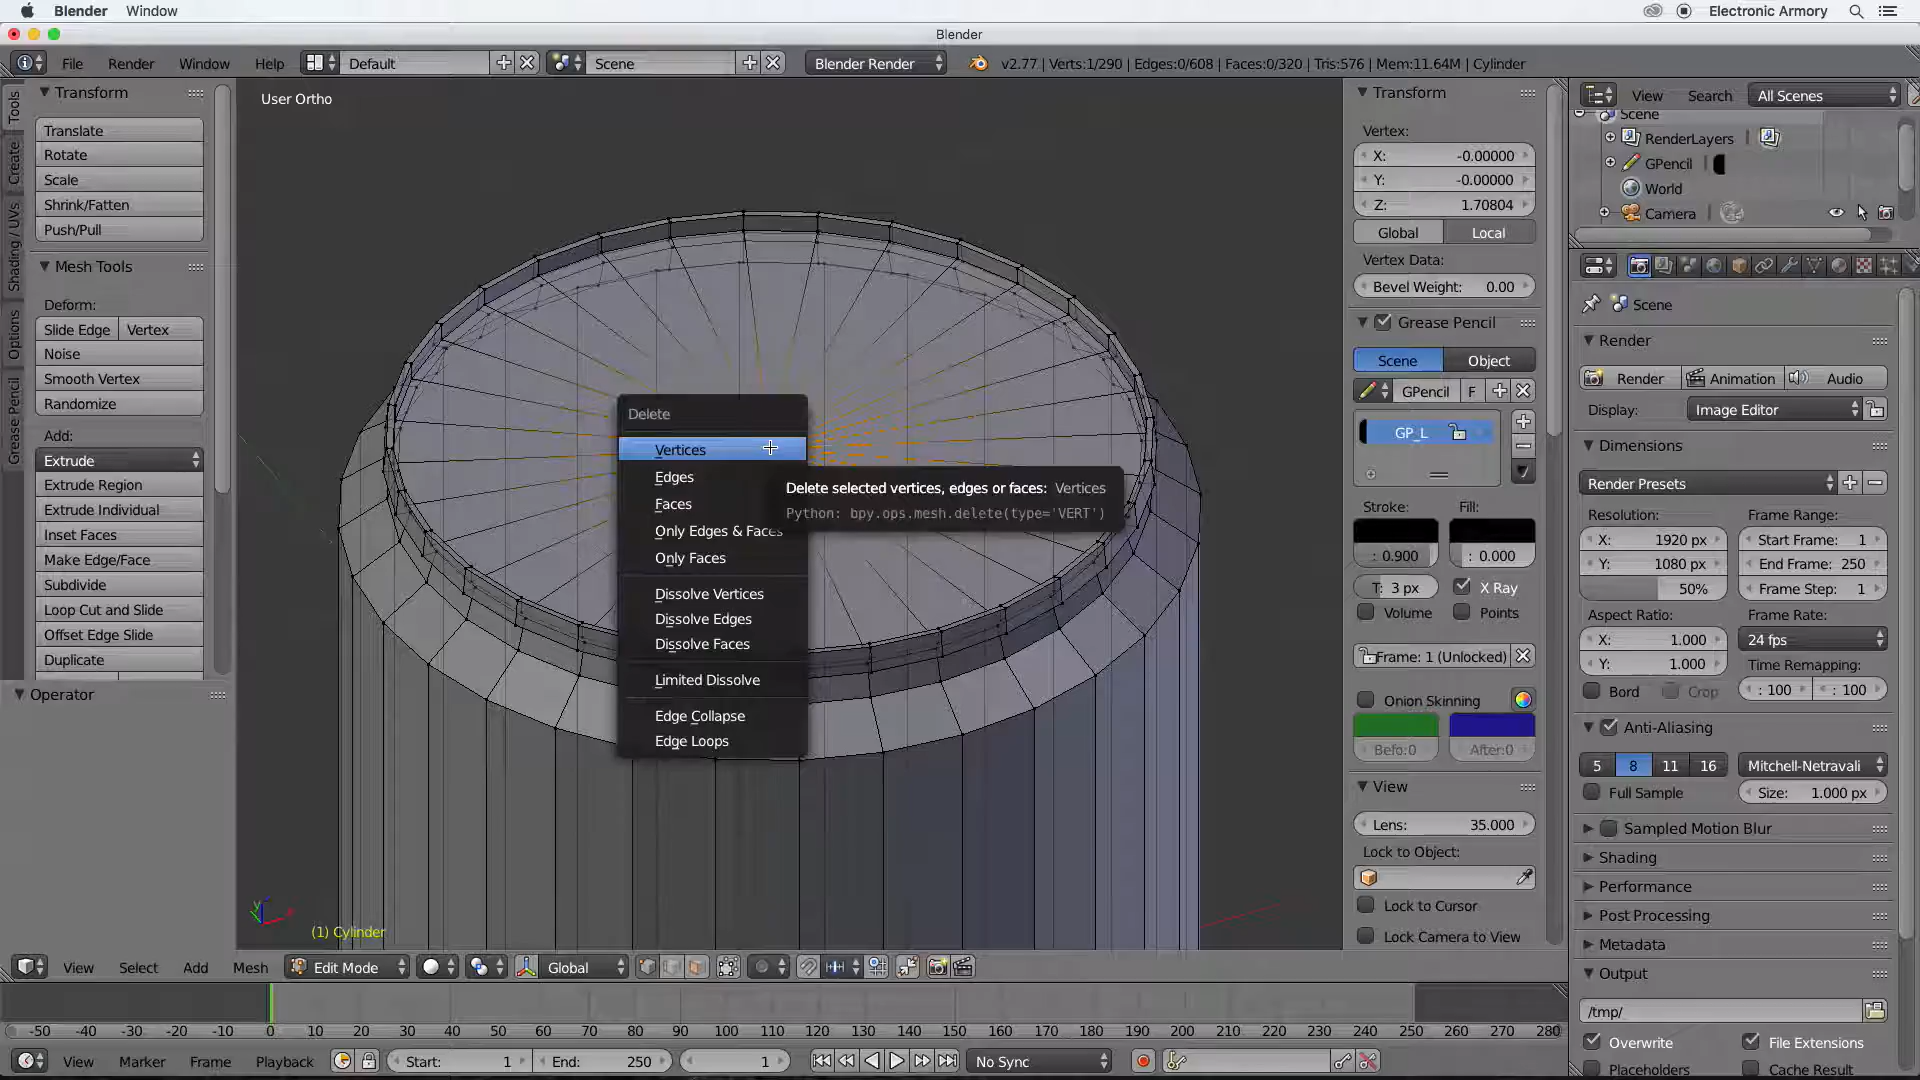 Blender Window Electronic Armory
Blender
File Render Window Help Default Scene Blender Render v2.77 | Verts:1/290 | Edges:0/608 | Faces:0/320 | Tris:576 | Mem:11.64M | Cylinder
Tools
Create
Shading / UVs
Options
Grease Pencil
Transform
Translate
Rotate
Scale
Shrink/Fatten
Push/Pull
Mesh Tools
Deform:
Slide Edge Vertex
Noise
Smooth Vertex
Randomize
Add:
Extrude
Extrude Region
Extrude Individual
Inset Faces
Make Edge/Face
Subdivide
Loop Cut and Slide
Offset Edge Slide
Duplicate
Operator
User Ortho
Delete
Vertices
Edges
Faces
Only Edges & Faces
Only Faces
Dissolve Vertices
Dissolve Edges
Dissolve Faces
Limited Dissolve
Edge Collapse
Edge Loops
Delete selected vertices, edges or faces: Vertices
Python: bpy.ops.mesh.delete(type='VERT')
(1) Cylinder
Transform
Vertex:
X: -0.00000
Y: -0.00000
Z: 1.70804
Global Local
Vertex Data:
Bevel Weight: 0.00
Grease Pencil
Scene Object
GPencil F
GP_L
Stroke: Fill:
: 0.900 : 0.000
T: 3 px X Ray
Volume Points
Frame: 1 (Unlocked)
Onion Skinning
Befo:0 After:0
View
Lens: 35.000
Lock to Object:
Lock to Cursor
Lock Camera to View
View Search All Scenes
Scene
RenderLayers
GPencil
World
Camera
Scene
Render
Render Animation Audio
Display: Image Editor
Dimensions
Render Presets
Resolution: Frame Range:
X: 1920 px Start Frame: 1
Y: 1080 px End Frame: 250
50% Frame Step: 1
Aspect Ratio: Frame Rate:
X: 1.000 24 fps
Y: 1.000 Time Remapping:
Bord Crop : 100 : 100
Anti-Aliasing
5 8 11 16 Mitchell-Netravali
Full Sample Size: 1.000 px
Sampled Motion Blur
Shading
Performance
Post Processing
Metadata
Output
/tmp/
Overwrite File Extensions
Placeholders Cache Result
View Select Add Mesh Edit Mode Global
-50 -40 -30 -20 -10 0 10 20 30 40 50 60 70 80 90 100 110 120 130 140 150 160 170 180 190 200 210 220 230 240 250 260 270 280
View Marker Frame Playback Start: 1 End: 250 1 No Sync